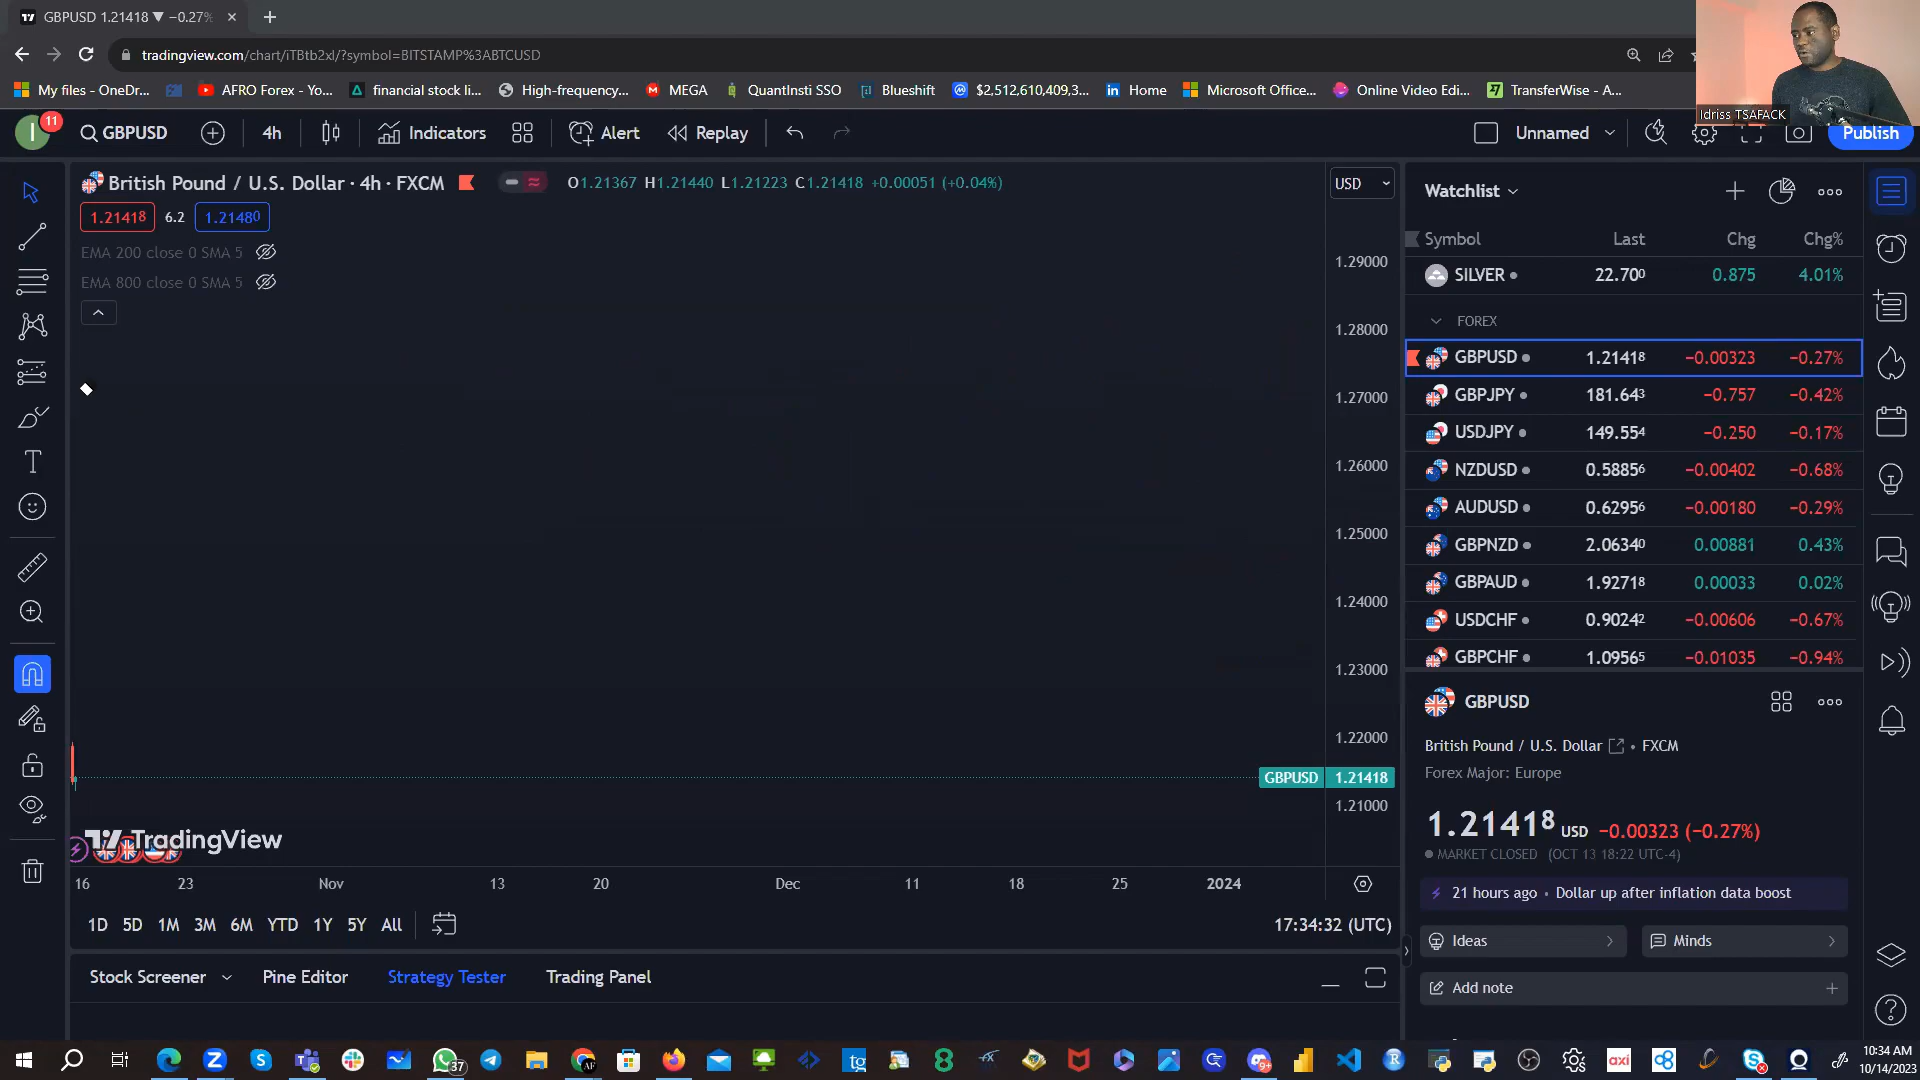 GBPUSD 1.21418 ▼ −0.27%
tradingview.com/chart/iTBtb2xl/?symbol=BITSTAMP%3ABTCUSD
My files - OneDr... AFRO Forex - Yo... financial stock li... High-frequency... MEGA QuantInsti SSO Blueshift $2,512,610,409,3... Home Microsoft Office... Online Video Edi... TransferWise - A...
Idriss TSAFACK
I 11 GBPUSD 4h Indicators Alert Replay Unnamed Publish
British Pound / U.S. Dollar · 4h · FXCM O1.21367 H1.21440 L1.21223 C1.21418 +0.00051 (+0.04%) USD
1.21418 6.2 1.21480
EMA 200 close 0 SMA 5
EMA 800 close 0 SMA 5
1.29000
1.28000
1.27000
1.26000
1.25000
1.24000
1.23000
1.22000
GBPUSD 1.21418
1.21000
TradingView
16 23 Nov 13 20 Dec 11 18 25 2024
1D 5D 1M 3M 6M YTD 1Y 5Y All 17:34:32 (UTC)
Stock Screener Pine Editor Strategy Tester Trading Panel
Watchlist
Symbol Last Chg Chg%
SILVER 22.700 0.875 4.01%
FOREX
GBPUSD 1.21418 −0.00323 −0.27%
GBPJPY 181.643 −0.757 −0.42%
USDJPY 149.554 −0.250 −0.17%
NZDUSD 0.58856 −0.00402 −0.68%
AUDUSD 0.62956 −0.00180 −0.29%
GBPNZD 2.06340 0.00881 0.43%
GBPAUD 1.92718 0.00033 0.02%
USDCHF 0.90242 −0.00606 −0.67%
GBPCHF 1.09565 −0.01035 −0.94%
GBPUSD
British Pound / U.S. Dollar • FXCM
Forex Major: Europe
1.21418 USD −0.00323 (−0.27%)
MARKET CLOSED (OCT 13 18:22 UTC-4)
21 hours ago • Dollar up after inflation data boost
Ideas Minds
Add note
37 AF tg 9+ axi
10:34 AM
10/14/2023